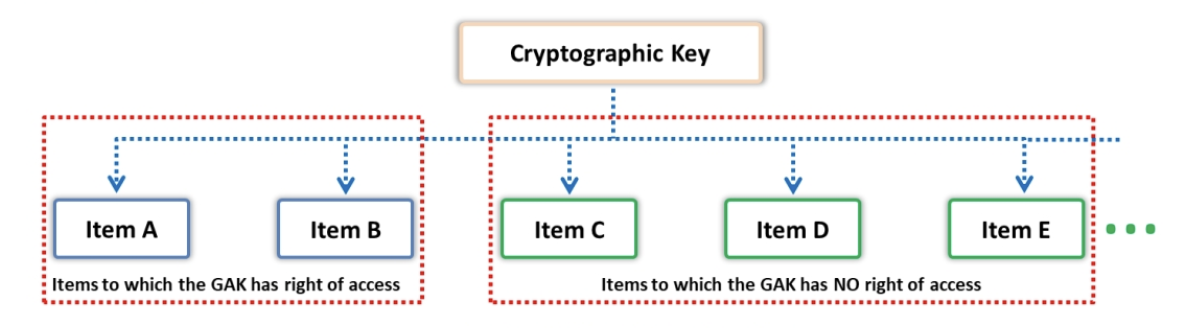 Cryptographic Key
Item A
Item B
Item C
Item D
Item E
Items to which the GAK has right of access
Items to which the GAK has NO right of access